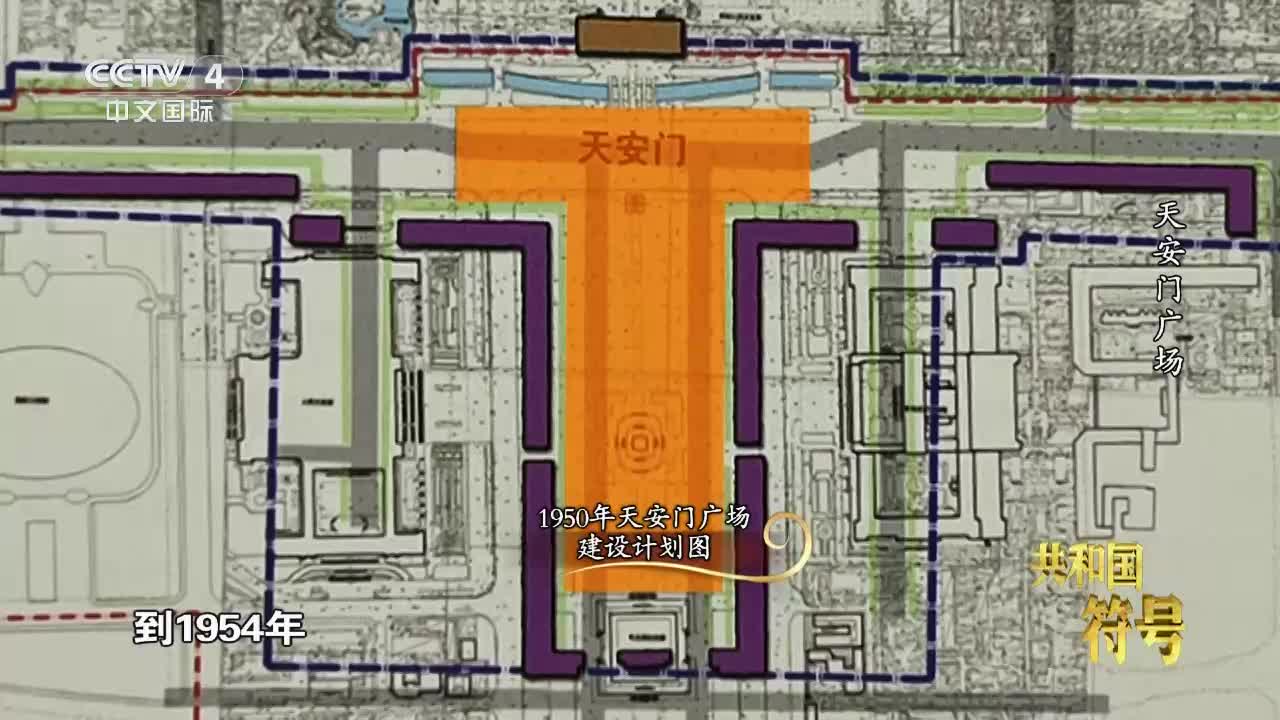 CCTV 4
中文国际
天安门
天安门广场
1950年天安门广场
建设计划图
共和国
符号
到1954年